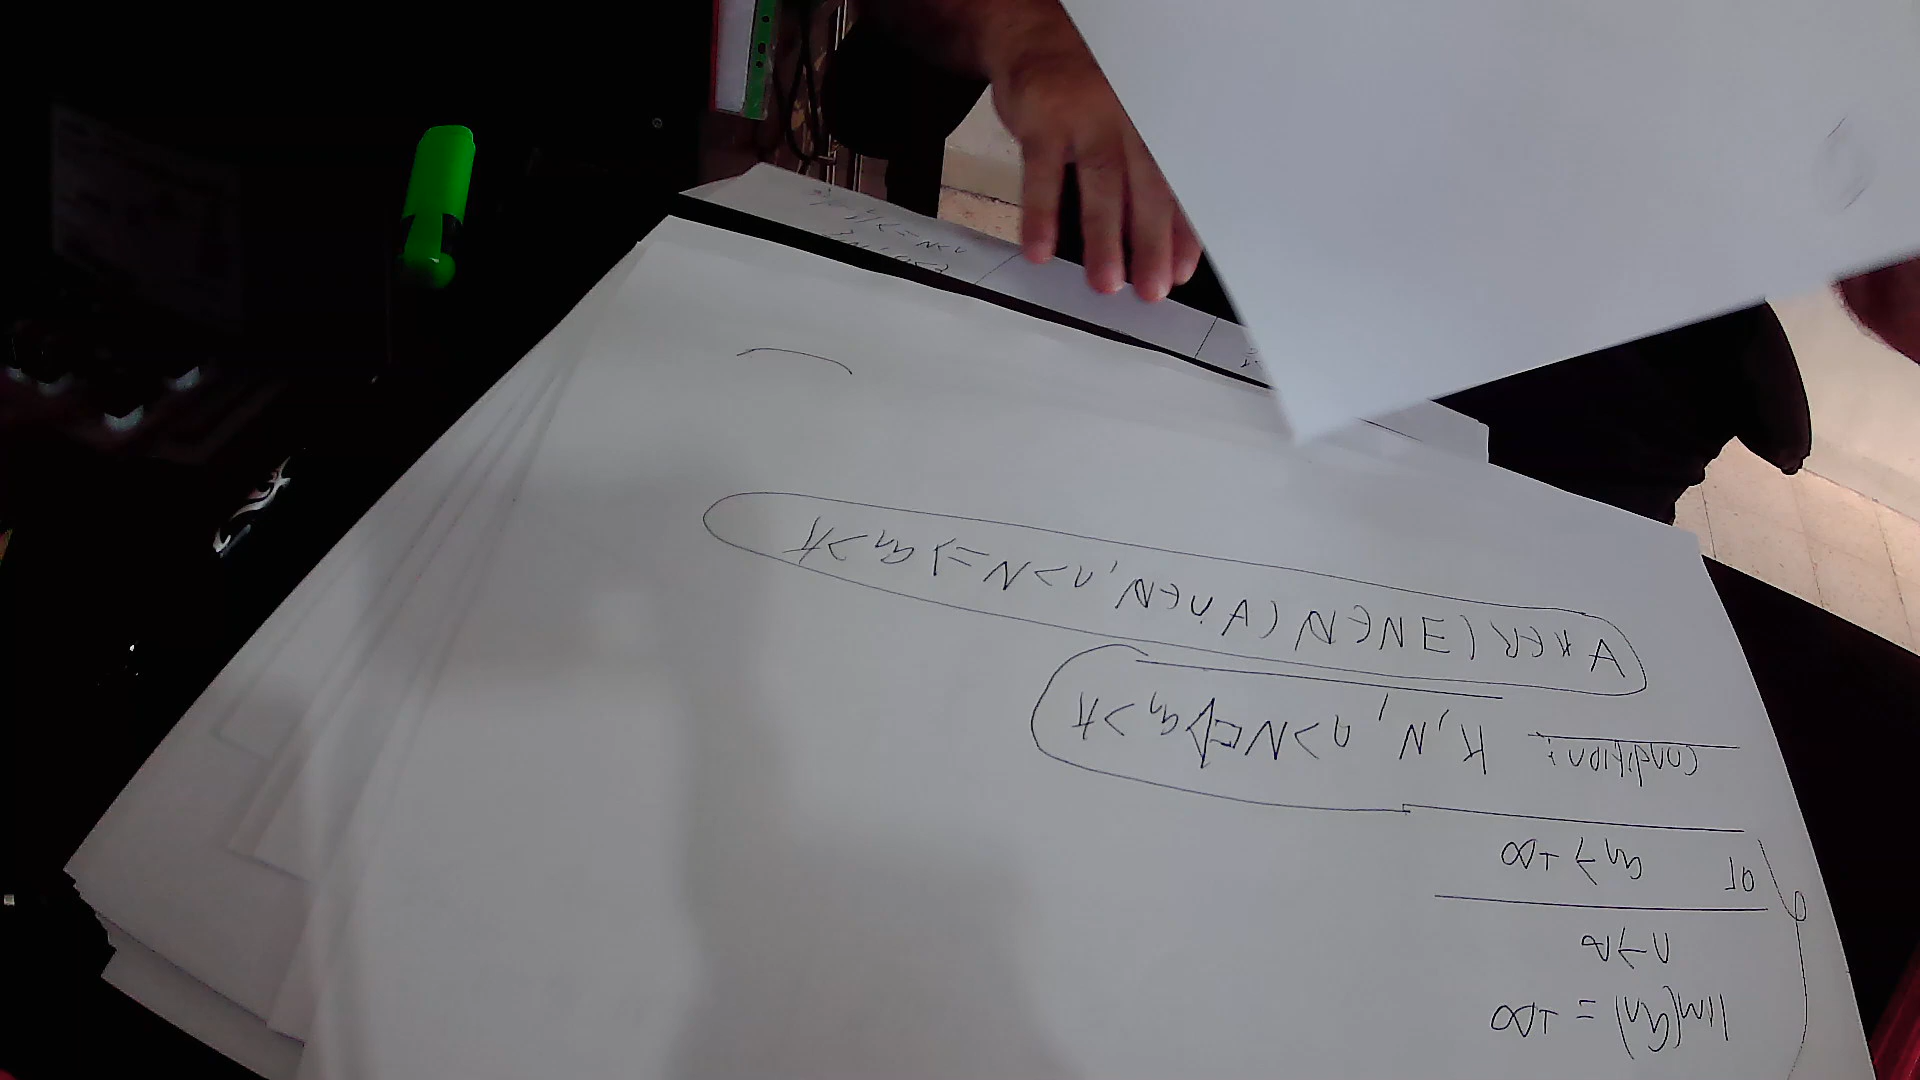 lim(an) = +∞
n→∞
or an → +∞
condition: K, N, n>N ⇒ an>K
∀ K∈R (∃ N∈N (∀ n∈N, n>N ⇒ an>K